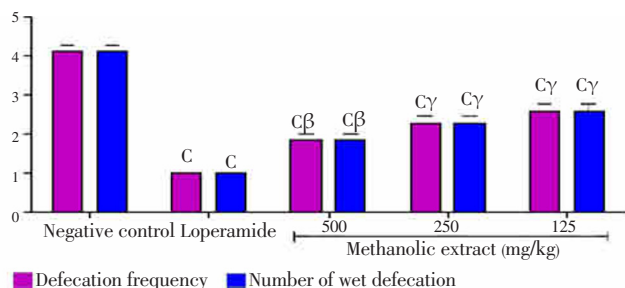 5
4
3
2
1
0
C C Cβ Cβ Cγ Cγ Cγ Cγ
Negative control Loperamide 500 250 125
Methanolic extract (mg/kg)
Defecation frequency Number of wet defecation